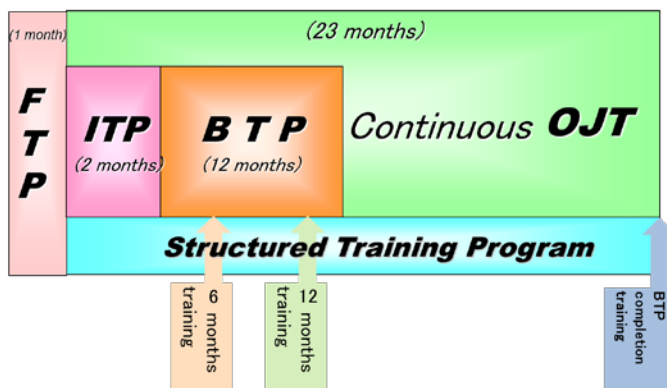 (1 month)
(23 months)
F
T
P
ITP
(2 months)
B T P
(12 months)
Continuous OJT
Structured Training Program
6 months
training
12 months
training
BTP
completion
training